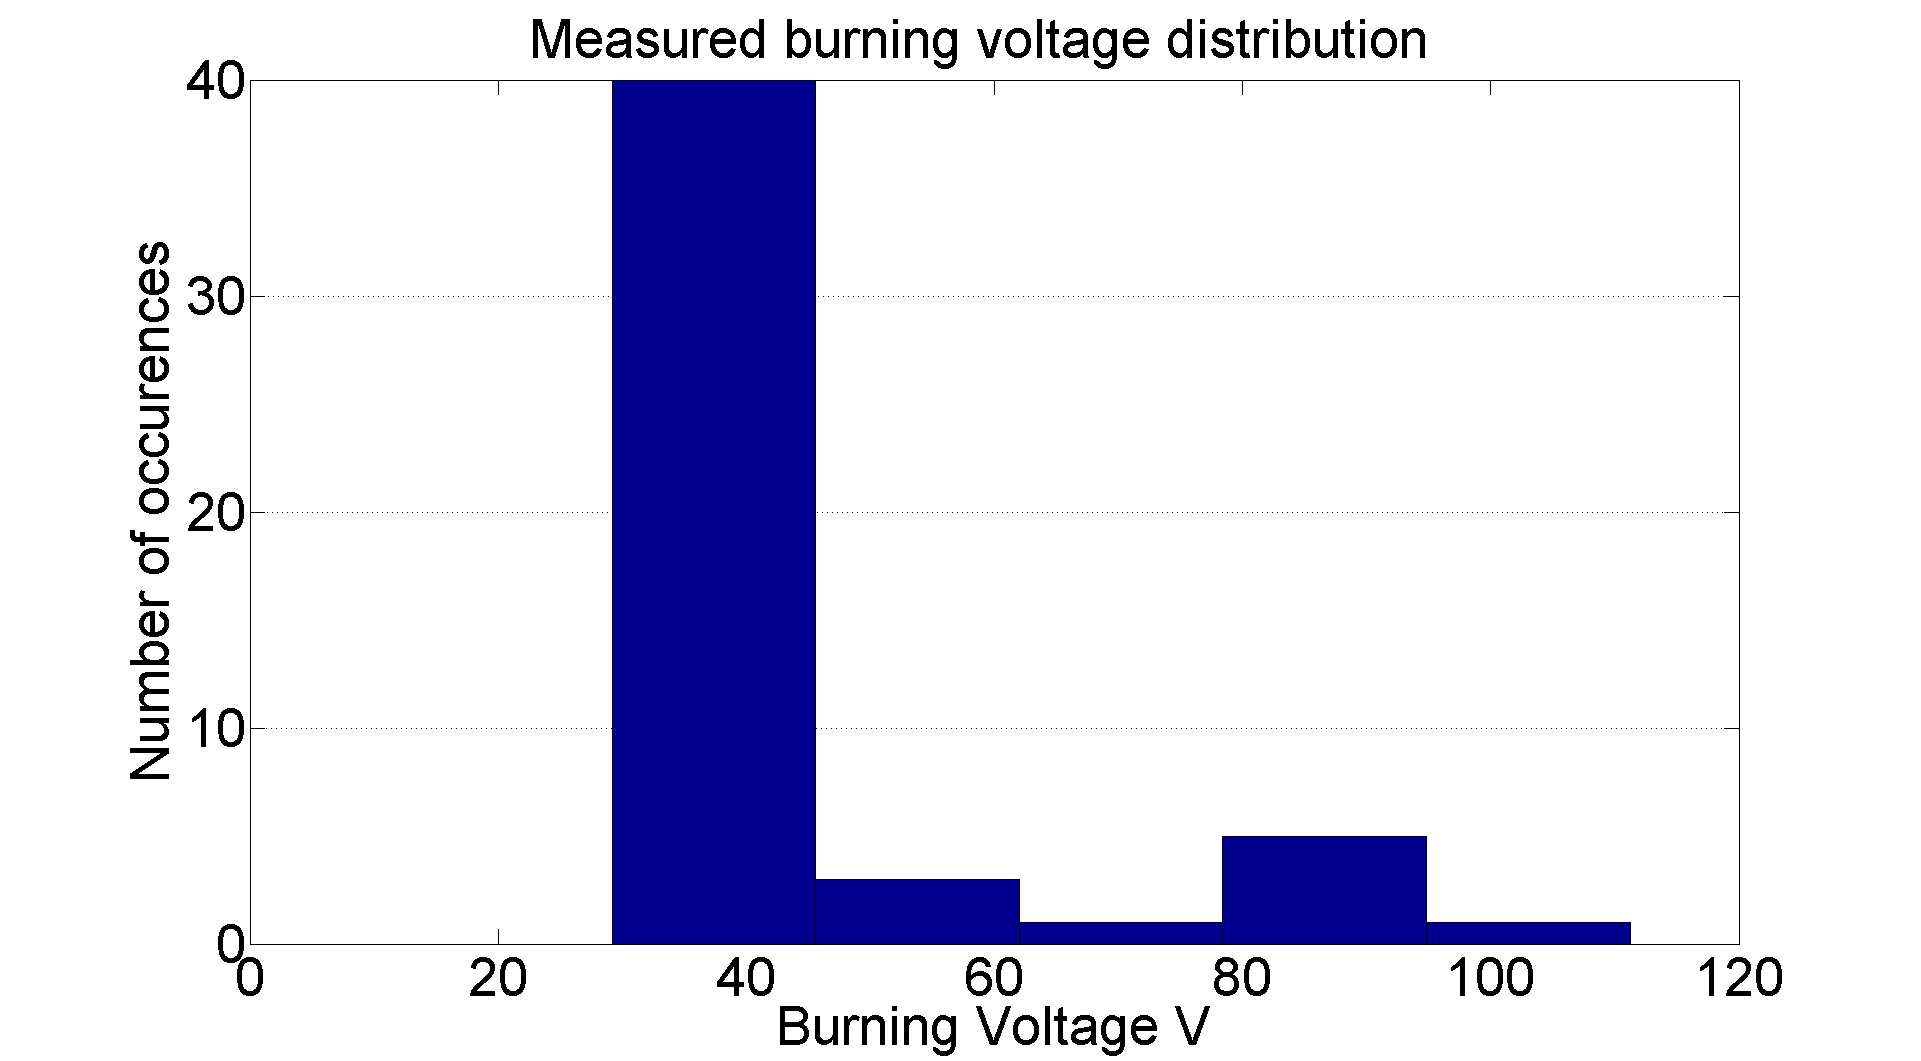 Measured burning voltage distribution
40
30
20
10
0
Number of occurences
0 20 40 60 80 100 120
Burning Voltage V